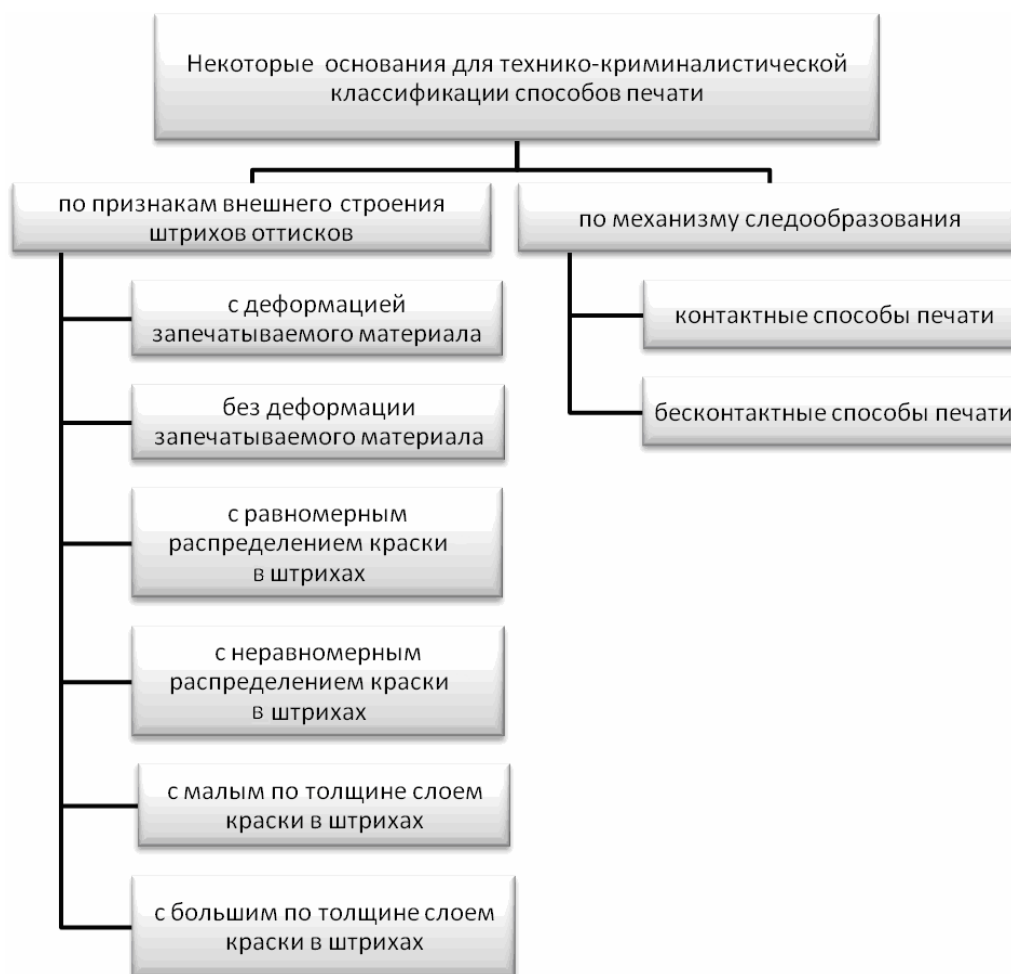 Некоторые основания для технико-криминалистической
классификации способов печати
по признакам внешнего строения
штрихов оттисков
с деформацией
запечатываемого материала
без деформации
запечатываемого материала
с равномерным
распределением краски
в штрихах
с неравномерным
распределением краски
в штрихах
с малым по толщине слоем
краски в штрихах
с большим по толщине слоем
краски в штрихах
по механизму следообразования
контактные способы печати
бесконтактные способы печати